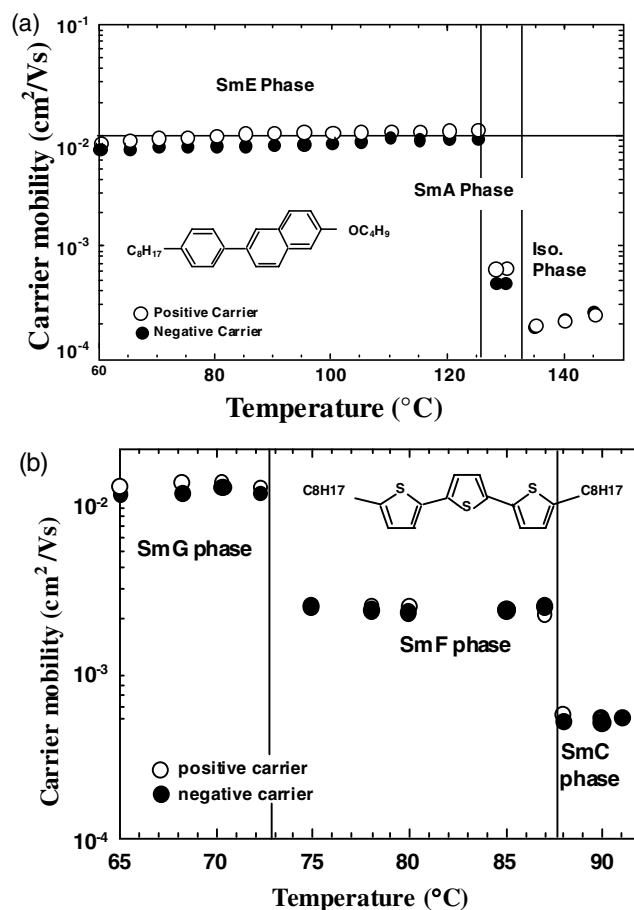 (a)
Carrier mobility (cm²/Vs)
10⁻¹
10⁻²
10⁻³
10⁻⁴
SmE Phase
SmA Phase
Iso.
Phase
C₈H₁₇
OC₄H₉
Positive Carrier
Negative Carrier
60 80 100 120 140
Temperature (°C)
(b)
Carrier mobility (cm²/Vs)
10⁻²
10⁻³
10⁻⁴
C8H17
S
S
S
C8H17
SmG phase
SmF phase
SmC
phase
positive carrier
negative carrier
65 70 75 80 85 90
Temperature (°C)